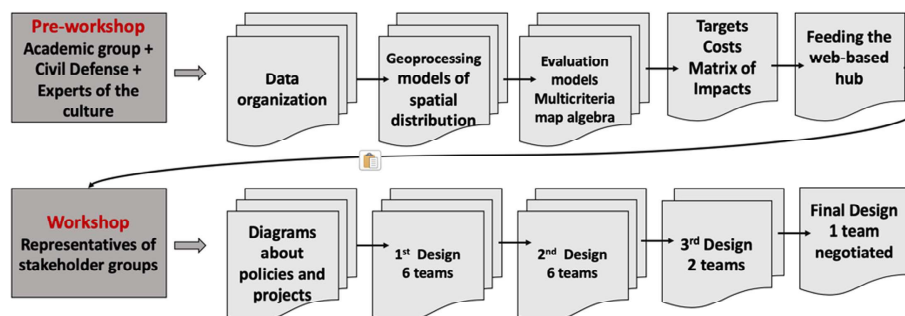 Pre-workshop
Academic group +
Civil Defense +
Experts of the
culture
Data
organization
Geoprocessing
models of
spatial
distribution
Evaluation
models
Multicriteria
map algebra
Targets
Costs
Matrix of
Impacts
Feeding the
web-based
hub
Workshop
Representatives of
stakeholder groups
Diagrams
about
policies and
projects
1st Design
6 teams
2nd Design
6 teams
3rd Design
2 teams
Final Design
1 team
negotiated